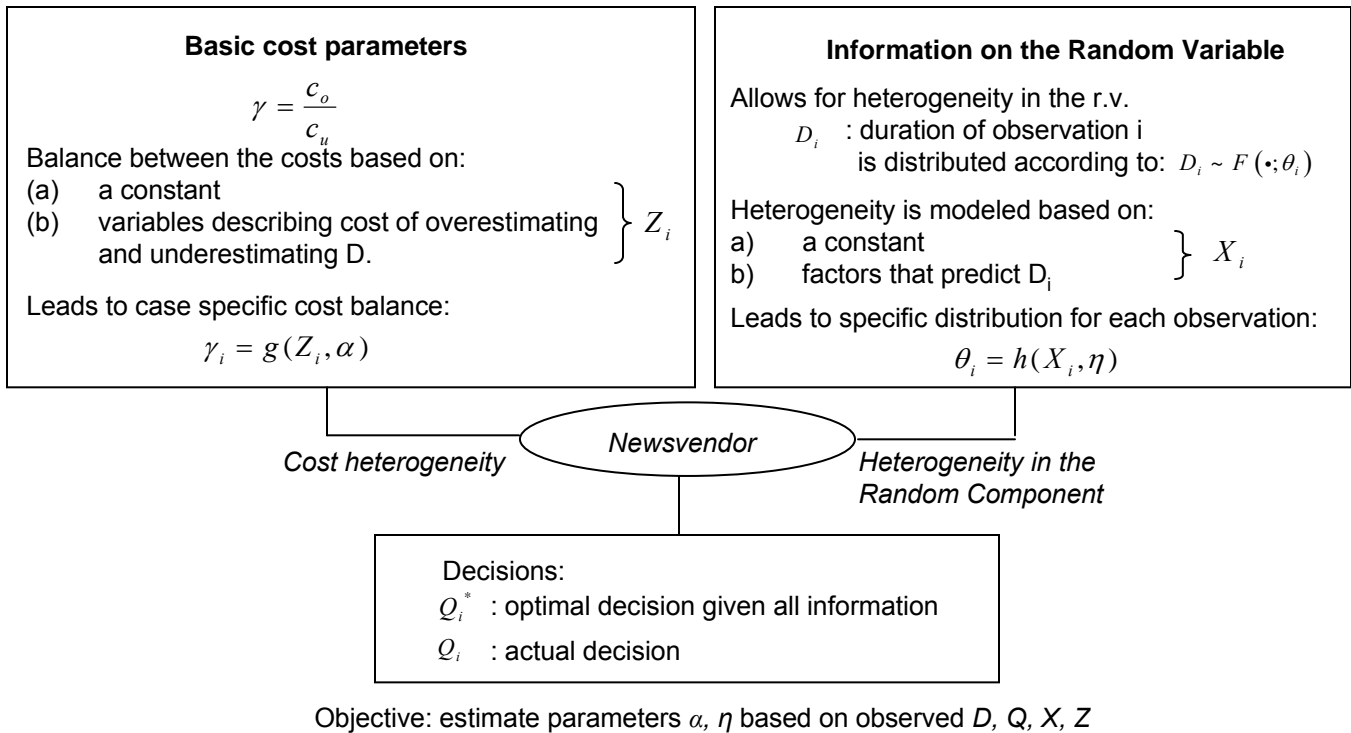 Basic cost parameters
γ = c_o / c_u
Balance between the costs based on:
(a) a constant
(b) variables describing cost of overestimating
and underestimating D.
} Z_i
Leads to case specific cost balance:
γ_i = g(Z_i, α)
Information on the Random Variable
Allows for heterogeneity in the r.v.
D_i : duration of observation i
is distributed according to: D_i ~ F(•;θ_i)
Heterogeneity is modeled based on:
a) a constant
b) factors that predict D_i
} X_i
Leads to specific distribution for each observation:
θ_i = h(X_i, η)
Newsvendor
Cost heterogeneity
Heterogeneity in the
Random Component
Decisions:
Q_i^* : optimal decision given all information
Q_i : actual decision
Objective: estimate parameters α, η based on observed D, Q, X, Z